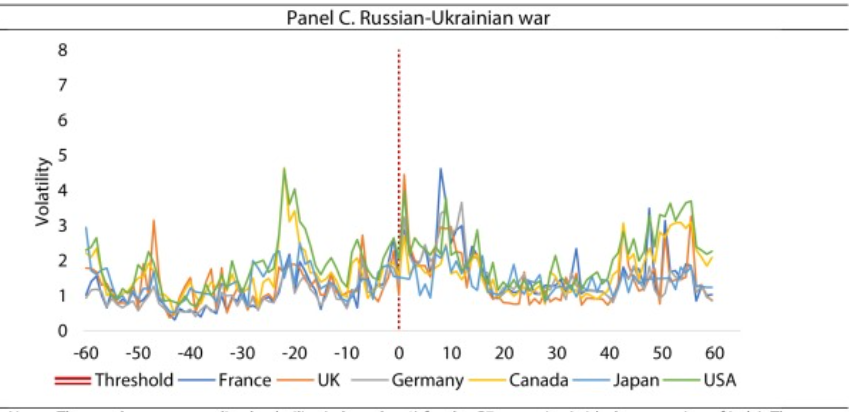 Panel C. Russian-Ukrainian war
8
7
6
5
4
3
2
1
0
Volatility
-60 -50 -40 -30 -20 -10 0 10 20 30 40 50 60
Threshold France UK Germany Canada Japan USA